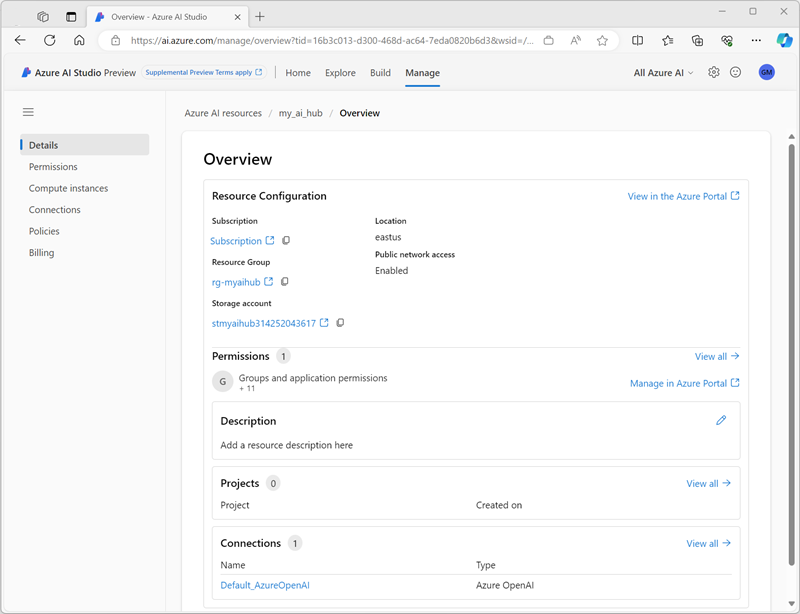 Overview - Azure AI Studio
https://ai.azure.com/manage/overview?tid=16b3c013-d300-468d-ac64-7eda0820b6d3&wsid=/...
Azure AI Studio Preview
Supplemental Preview Terms apply
Home
Explore
Build
Manage
All Azure AI
GM
Azure AI resources / my_ai_hub / Overview
Details
Permissions
Compute instances
Connections
Policies
Billing
Overview
Resource Configuration
View in the Azure Portal
Subscription
Subscription
Resource Group
rg-myaihub
Storage account
stmyaihub314252043617
Location
eastus
Public network access
Enabled
Permissions 1
View all
G
Groups and application permissions
+ 11
Manage in Azure Portal
Description
Add a resource description here
Projects 0
View all
Project Created on
Connections 1
View all
Name Type
Default_AzureOpenAI Azure OpenAI